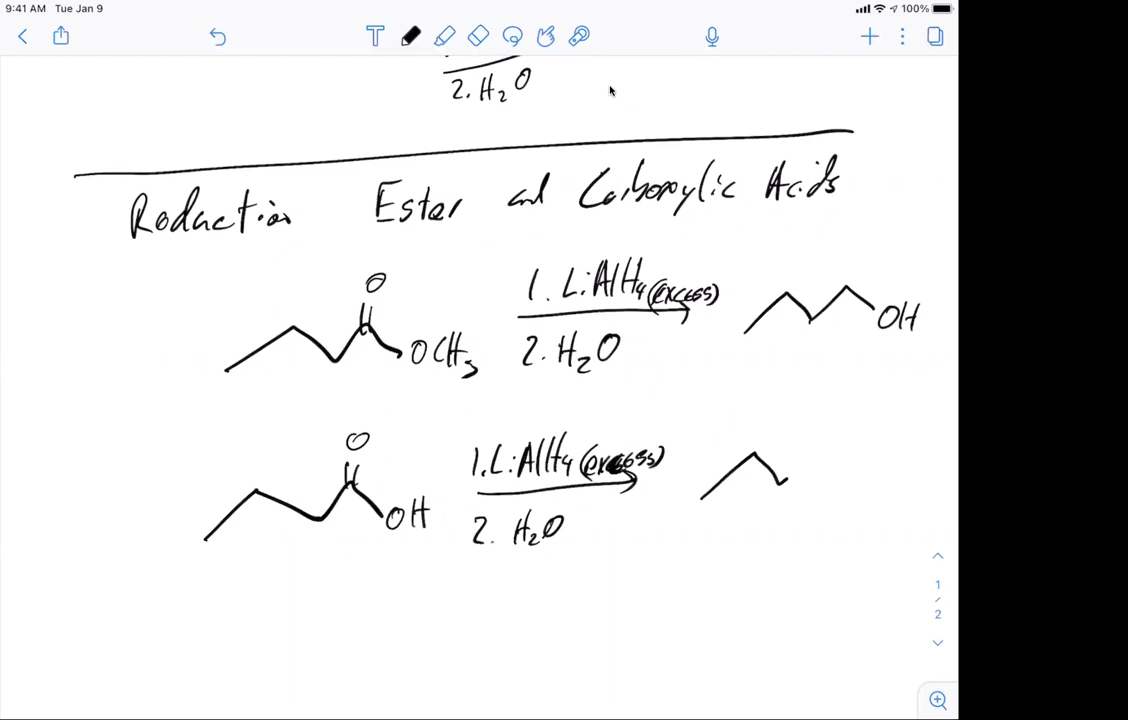 9:41 AM Tue Jan 9
100%
2. H₂O
Reduction Ester and Carboxylic Acids
O
1. LiAlH₄ (excess)
OCH₃
2. H₂O
OH
O
1. LiAlH₄ (excess)
OH
2. H₂O
1
/
2